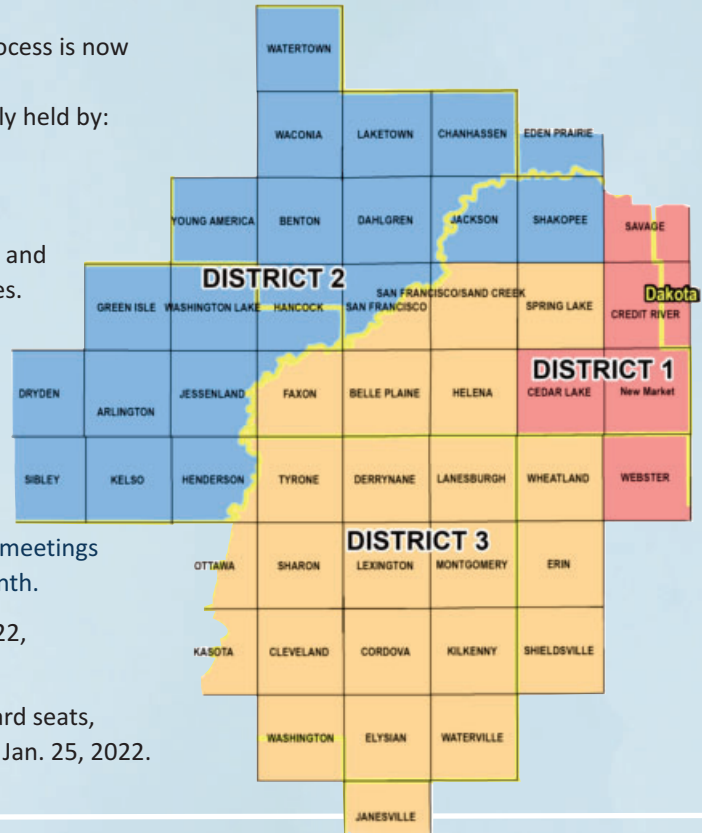 ocess is now
ly held by:
and
es.
meetings
nth.
22,
ard seats,
Jan. 25, 2022.
WATERTOWN
WACONIA LAKETOWN CHANHASSEN EDEN PRAIRIE
YOUNG AMERICA BENTON DAHLGREN JACKSON SHAKOPEE SAVAGE
DISTRICT 2
GREEN ISLE WASHINGTON LAKE HANCOCK SAN FRANCISCO SAN FRANCISCO/SAND CREEK SPRING LAKE CREDIT RIVER
Dakota
DISTRICT 1
DRYDEN ARLINGTON JESSENLAND FAXON BELLE PLAINE HELENA CEDAR LAKE New Market
SIBLEY KELSO HENDERSON TYRONE DERRYNANE LANESBURGH WHEATLAND WEBSTER
DISTRICT 3
OTTAWA SHARON LEXINGTON MONTGOMERY ERIN
KASOTA CLEVELAND CORDOVA KILKENNY SHIELDSVILLE
WASHINGTON ELYSIAN WATERVILLE
JANESVILLE